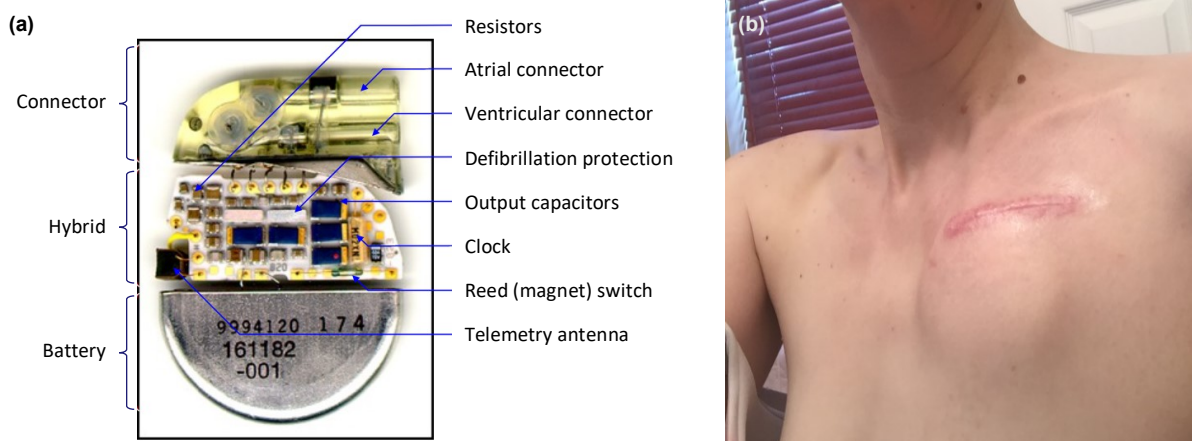 (a)
Resistors
Atrial connector
Connector
Ventricular connector
Defibrillation protection
Output capacitors
Hybrid
Clock
Reed (magnet) switch
Telemetry antenna
Battery
9994120 174
161182
-001
820
(b)